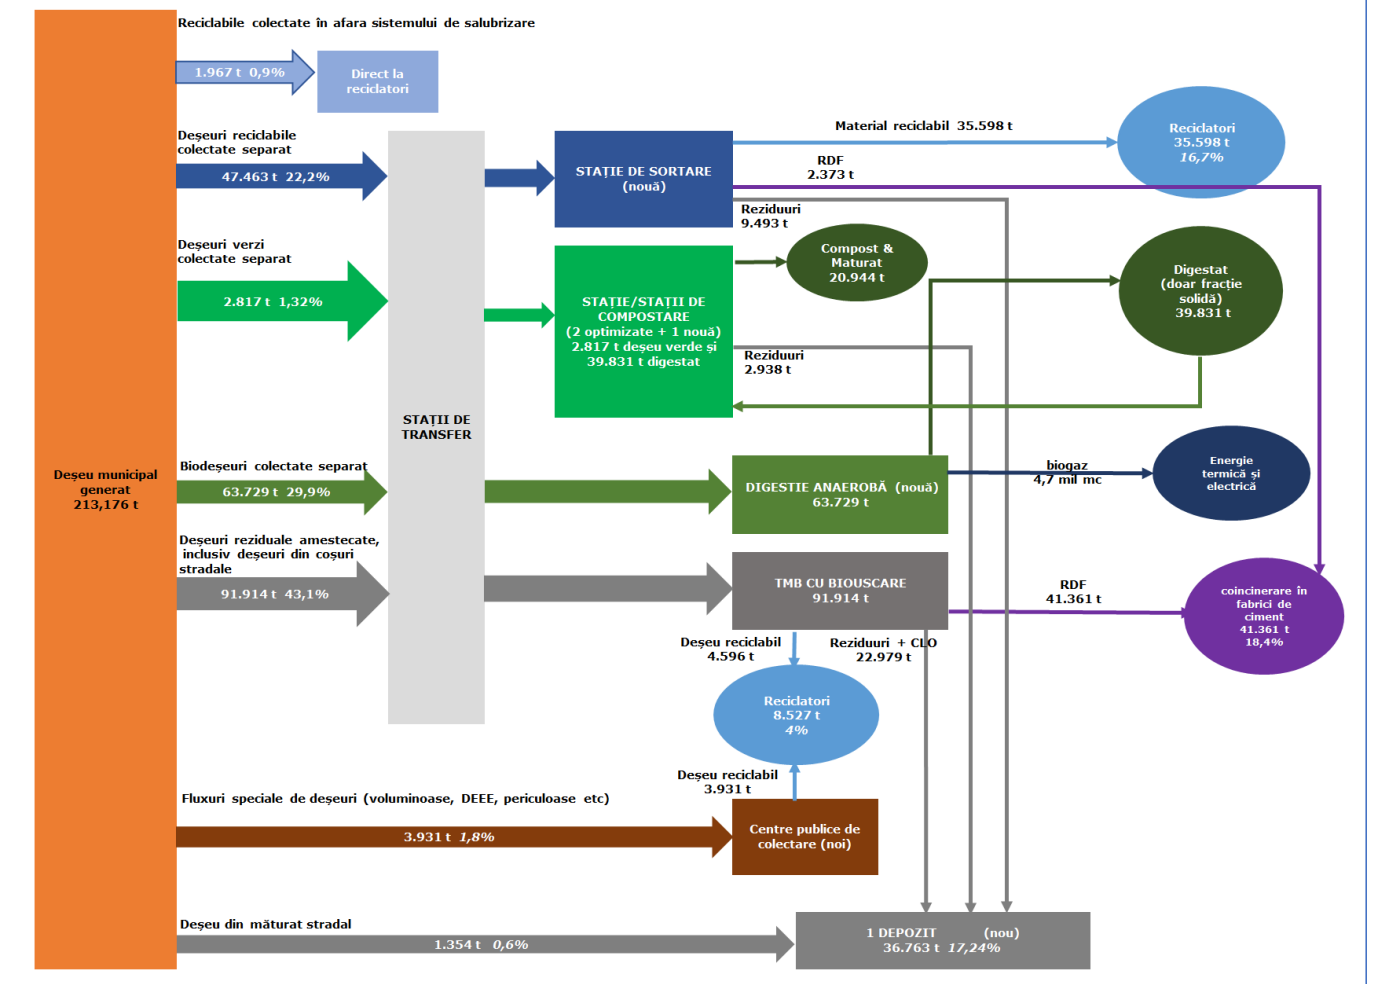 Reciclabile colectate în afara sistemului de salubrizare
1.967 t 0,9%
Direct la
reciclatori
Deșeuri reciclabile
colectate separat
47.463 t 22,2%
STAȚIE DE SORTARE
(nouă)
Material reciclabil 35.598 t
Reciclatori
35.598 t
16,7%
RDF
2.373 t
Reziduuri
9.493 t
Deșeuri verzi
colectate separat
2.817 t 1,32%
STAȚIE/STAȚII DE
COMPOSTARE
(2 optimizate + 1 nouă)
2.817 t deșeu verde și
39.831 t digestat
Compost &
Maturat
20.944 t
Digestat
(doar fracție
solidă)
39.831 t
Reziduuri
2.938 t
STAȚII DE
TRANSFER
Deșeu municipal
generat
213,176 t
Biodeșeuri colectate separat
63.729 t 29,9%
DIGESTIE ANAEROBĂ (nouă)
63.729 t
biogaz
4,7 mil mc
Energie
termică și
electrică
Deșeuri reziduale amestecate,
inclusiv deșeuri din coșuri
stradale
91.914 t 43,1%
TMB CU BIOUSCARE
91.914 t
RDF
41.361 t
coincinerare în
fabrici de
ciment
41.361 t
18,4%
Deșeu reciclabil
4.596 t
Reziduuri + CLO
22.979 t
Reciclatori
8.527 t
4%
Deșeu reciclabil
3.931 t
Fluxuri speciale de deșeuri (voluminoase, DEEE, periculoase etc)
3.931 t 1,8%
Centre publice de
colectare (noi)
Deșeu din măturat stradal
1.354 t 0,6%
1 DEPOZIT (nou)
36.763 t 17,24%